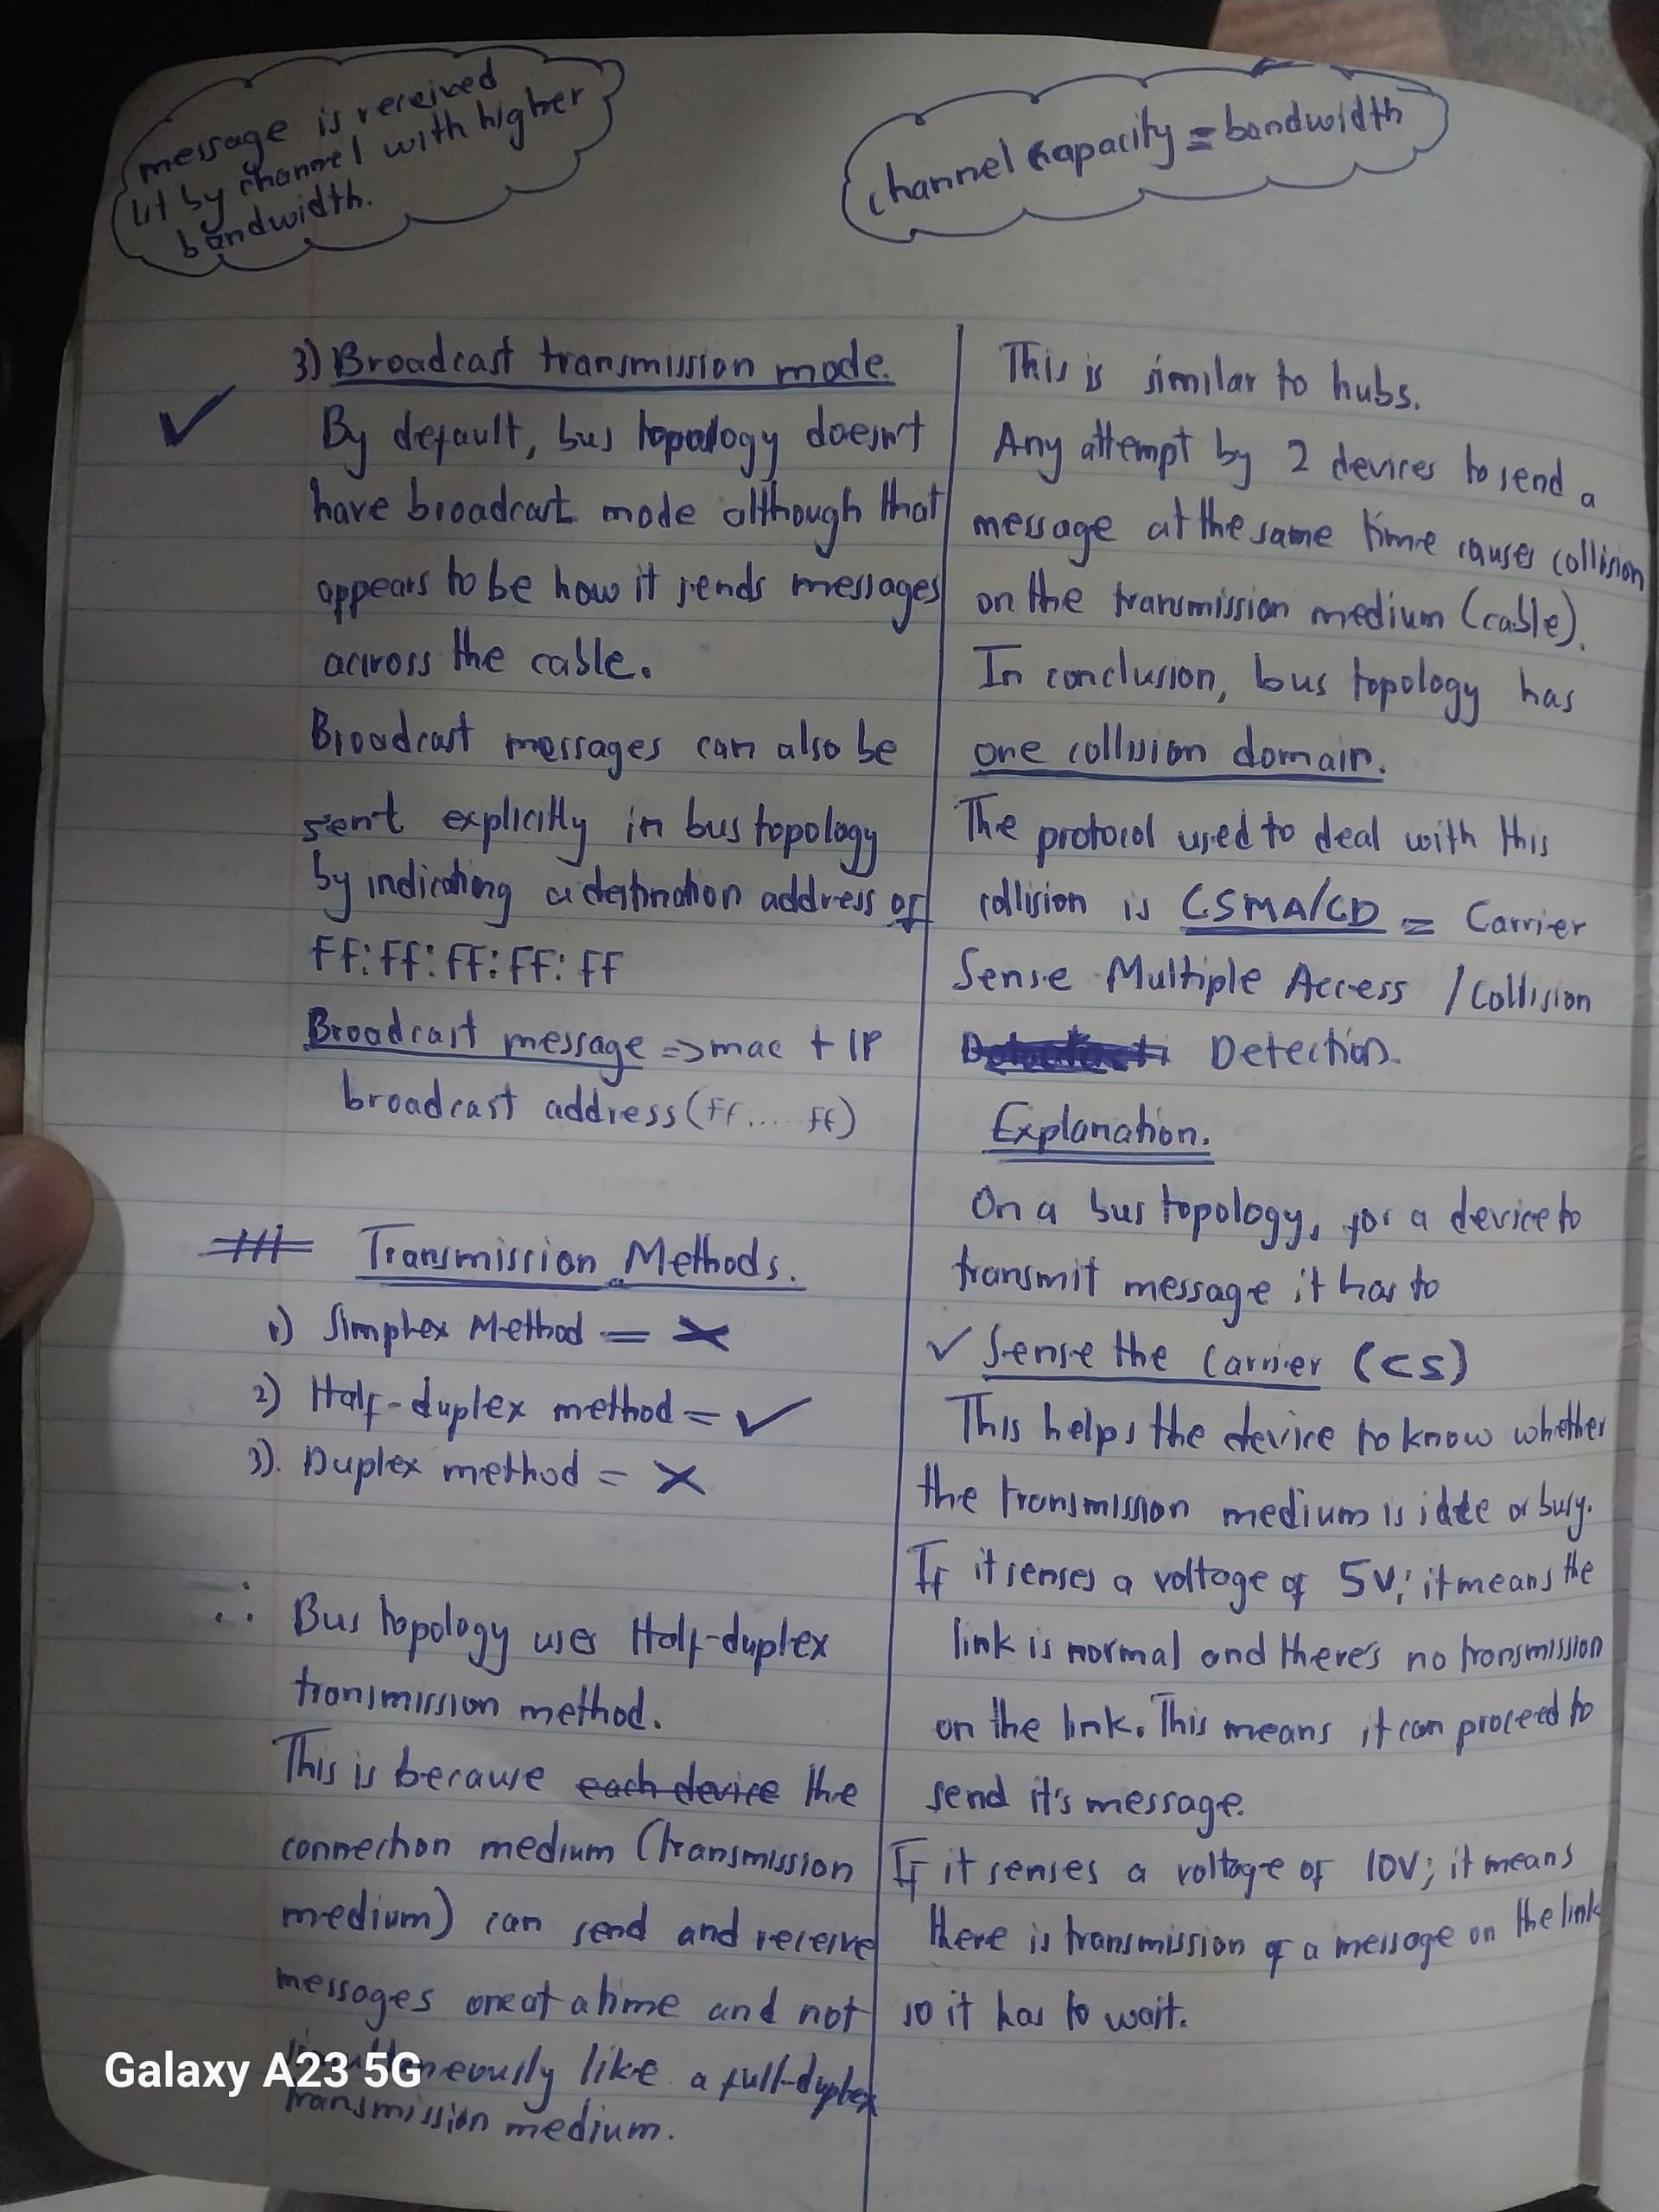 message is received
1st by channel with higher
bandwidth.
channel capacity = bandwidth
3) Broadcast transmission mode.
By default, bus topology doesn't
have broadcast mode although that
appears to be how it sends messages
across the cable.
Broadcast messages can also be
sent explicitly in bus topology
by indicating a destination address of
ff:ff:ff:ff:ff
Broadcast message => mac + IP
broadcast address (ff.... ff)
Transmission Methods.
1) Simplex Method = ×
2) Half-duplex method = ✓
3). Duplex method = ×
∴ Bus topology uses Half-duplex
transmission method.
This is because each device the
connection medium (transmission
medium) can send and receive
messages one at a time and not
simultaneously like a full-duplex
transmission medium.
This is similar to hubs.
Any attempt by 2 devices to send a
message at the same time causes collision
on the transmission medium (cable).
In conclusion, bus topology has
one collision domain.
The protocol used to deal with this
collision is CSMA/CD = Carrier
Sense Multiple Access / Collision
Detection.
Explanation.
On a bus topology, for a device to
transmit message it has to
✓ Sense the Carrier (CS)
This helps the device to know whether
the transmission medium is idle or busy.
If it senses a voltage of 5V; it means the
link is normal and there's no transmission
on the link. This means it can proceed to
send it's message.
If it senses a voltage of 10V; it means
there is transmission of a message on the link
so it has to wait.
Galaxy A23 5G